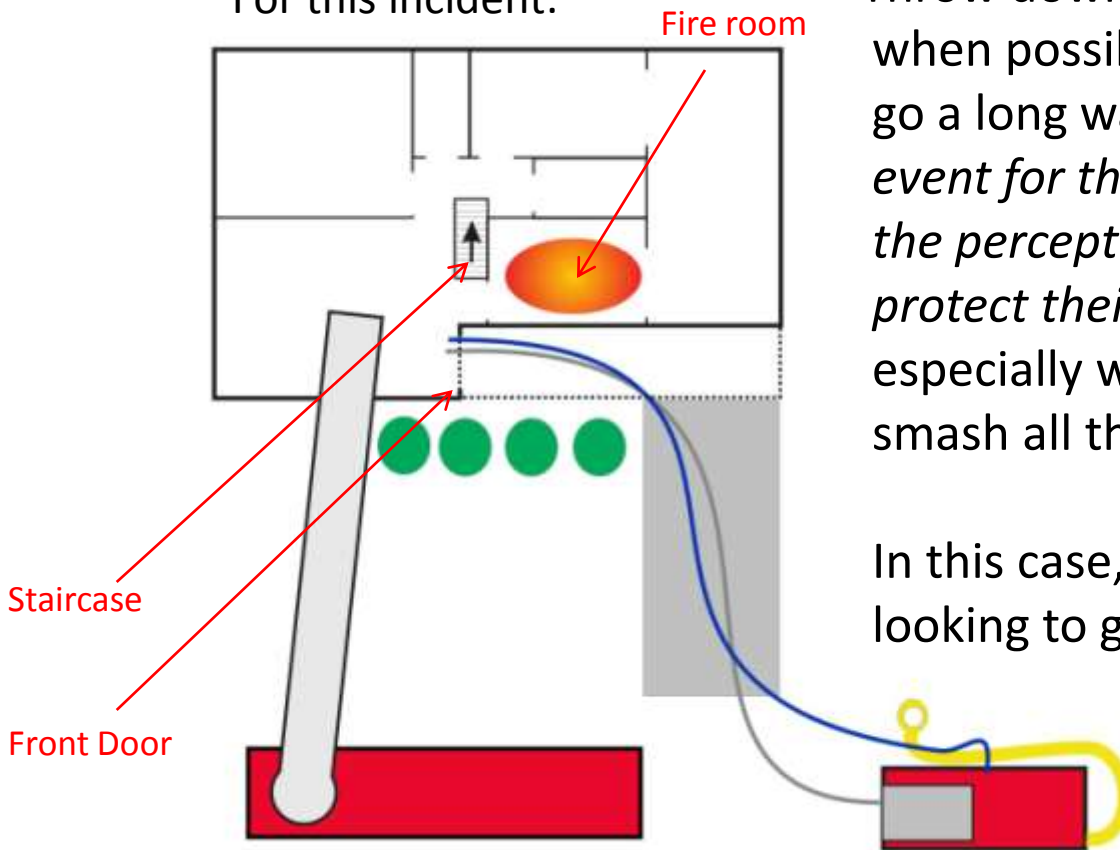 For this incident:
Fire room
when possi
go a long w
event for th
the percept
protect thei
especially w
smash all th
In this case,
looking to g
Staircase
Front Door